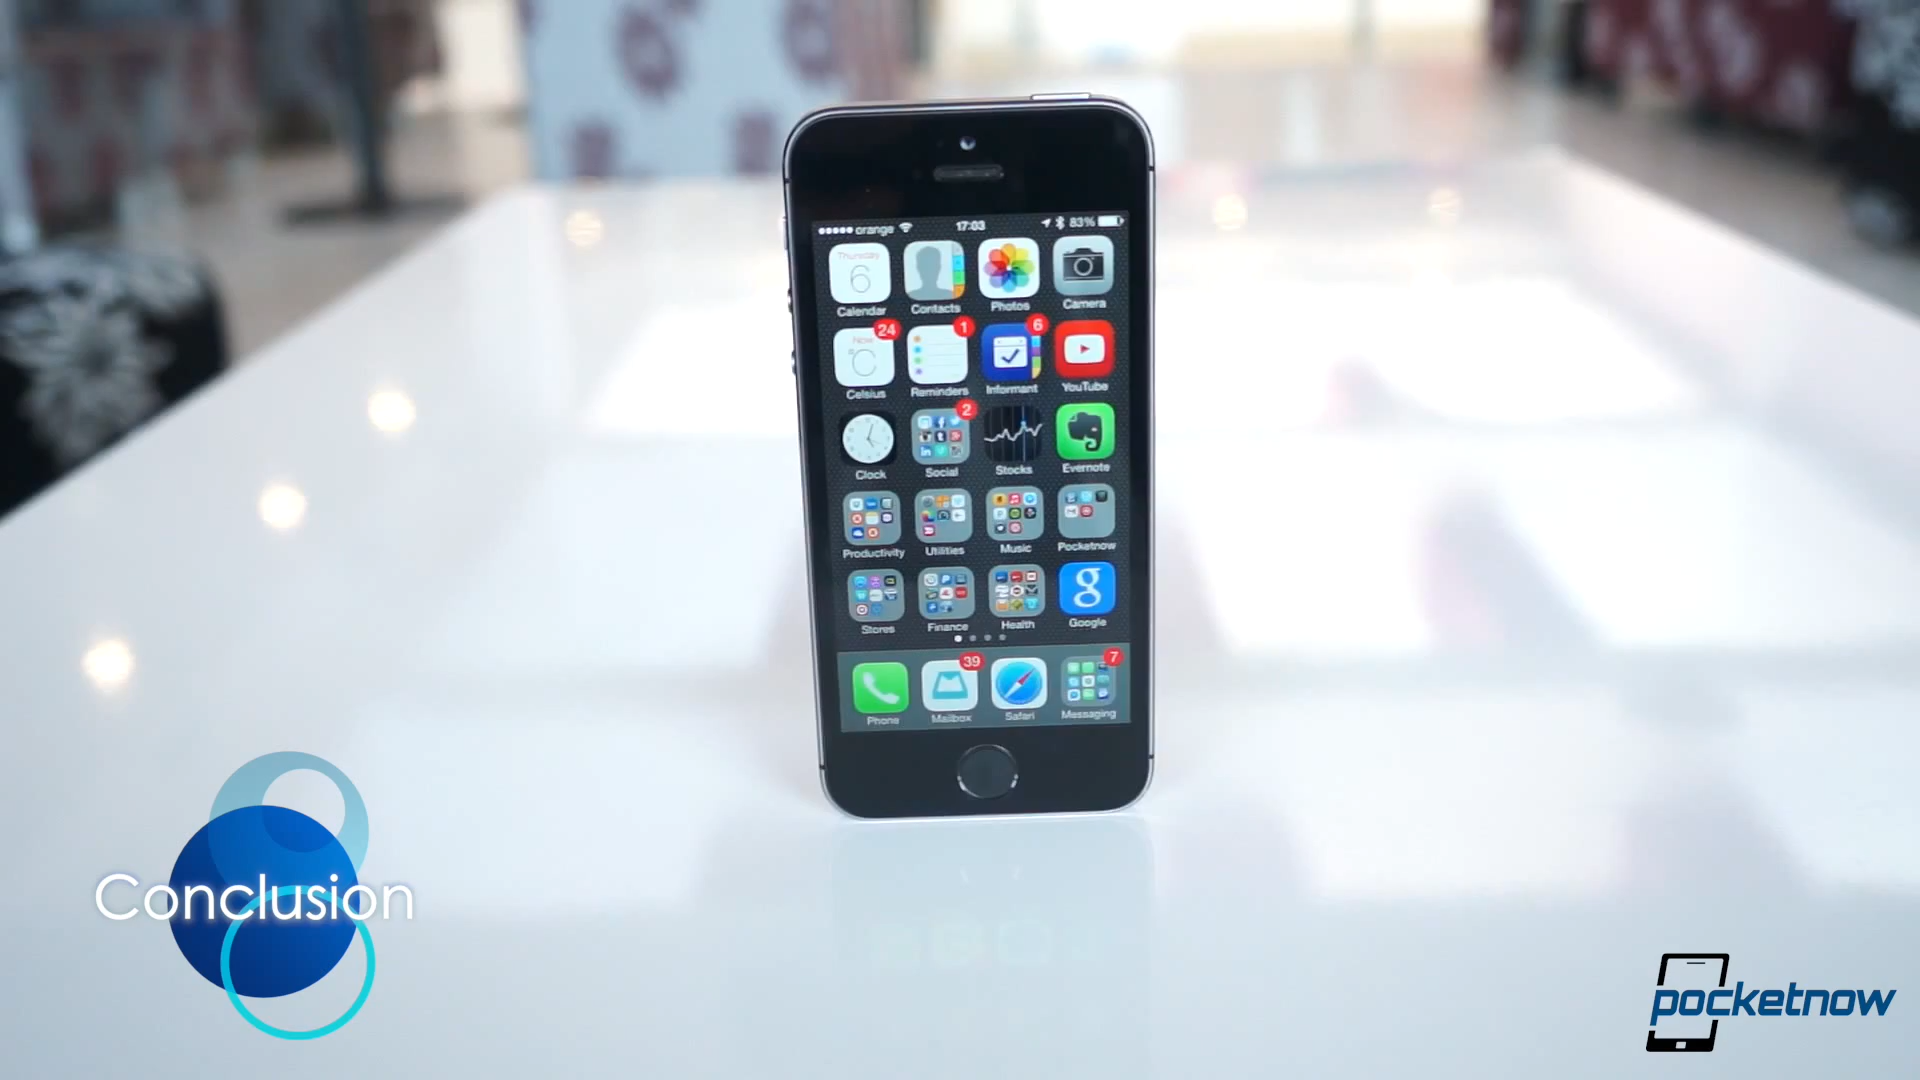 orange 17:03 83%
Thursday
6
Calendar Contacts Photos Camera
24 1 6
Now
°C
Celsius Reminders Informant YouTube
2
Clock Social Stocks Evernote
Productivity Utilities Music Pocketnow
g
Stores Finance Health Google
39 7
Phone Mailbox Safari Messaging
Conclusion
pocketnow